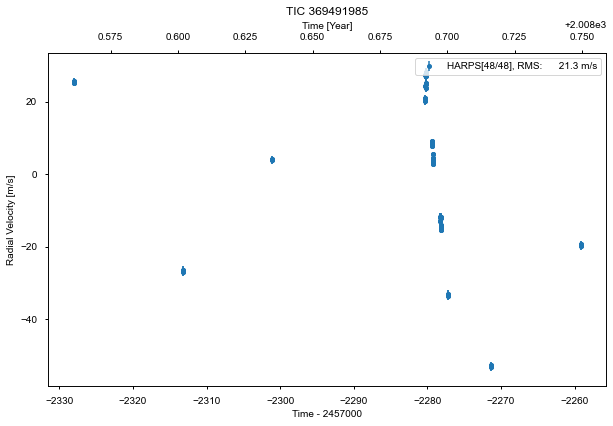 TIC 369491985
Time [Year]
+2.008e3
0.575 0.600 0.625 0.650 0.675 0.700 0.725 0.750
HARPS[48/48], RMS: 21.3 m/s
20
0
−20
−40
Radial Velocity [m/s]
−2330 −2320 −2310 −2300 −2290 −2280 −2270 −2260
Time - 2457000